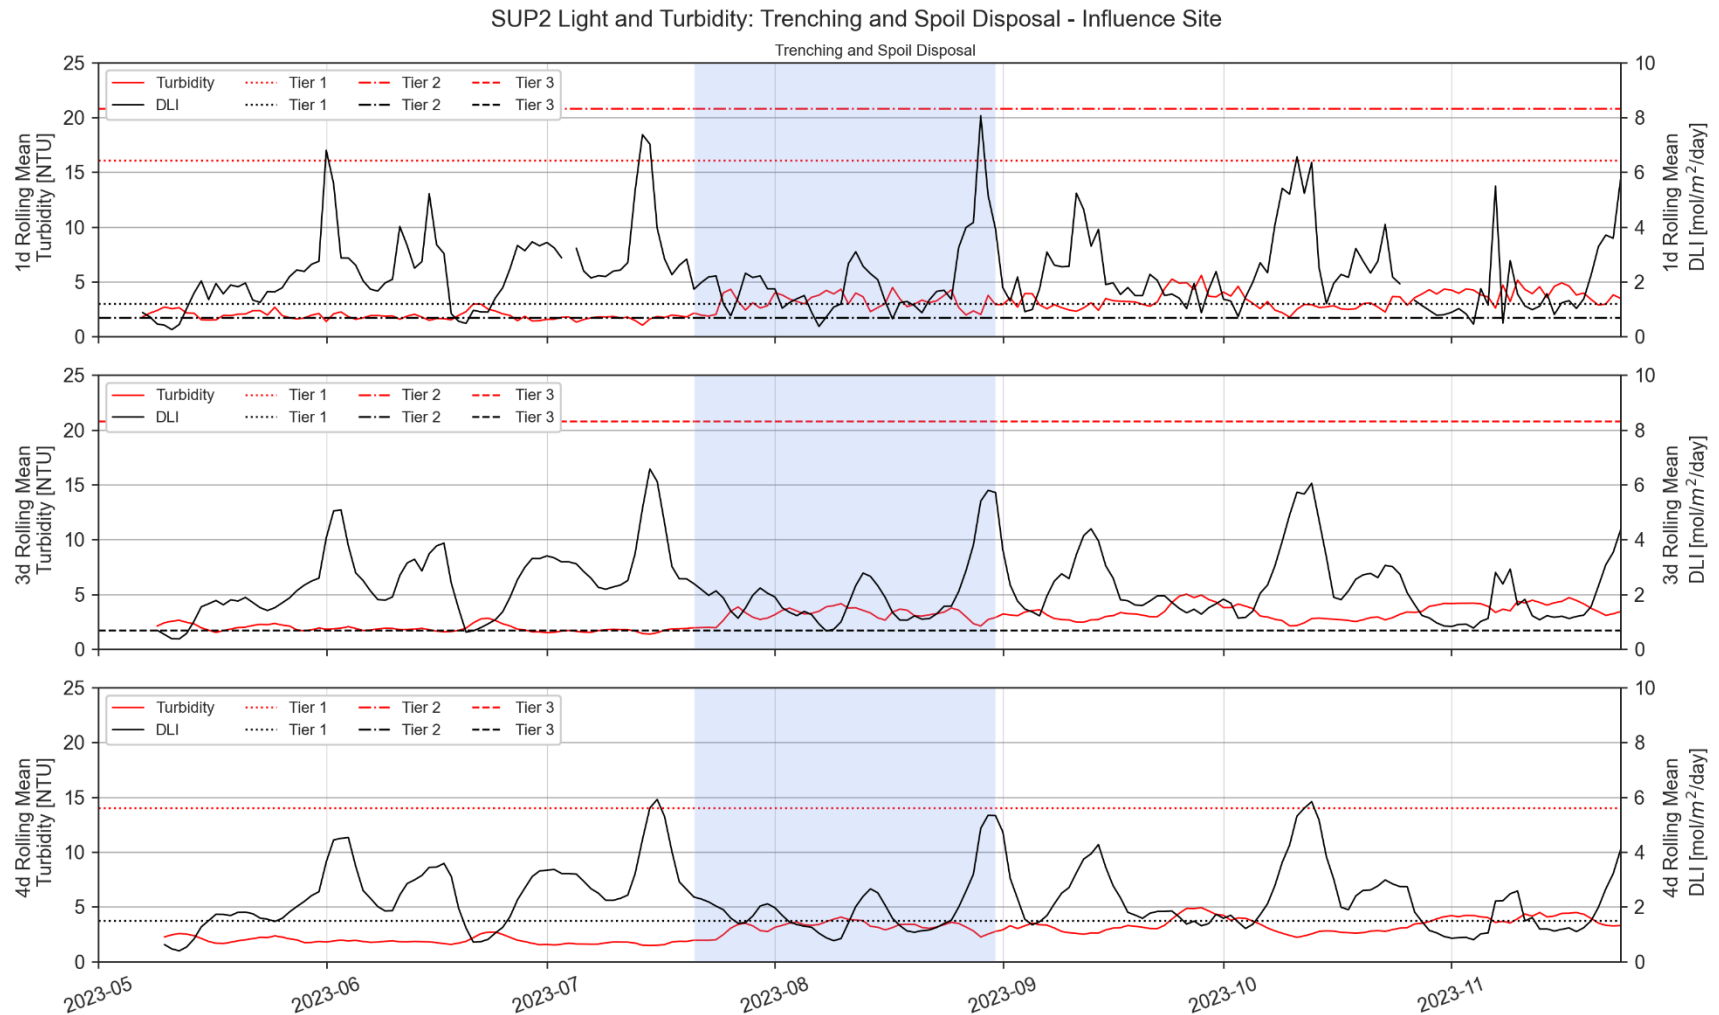 SUP2 Light and Turbidity: Trenching and Spoil Disposal - Influence Site
Trenching and Spoil Disposal
1d Rolling Mean
Turbidity [NTU]
25
20
15
10
5
0
Turbidity Tier 1 Tier 2 Tier 3
DLI Tier 1 Tier 2 Tier 3
10
8
6
4
2
0
1d Rolling Mean
DLI [mol/m²/day]
3d Rolling Mean
Turbidity [NTU]
25
20
15
10
5
0
Turbidity Tier 1 Tier 2 Tier 3
DLI Tier 1 Tier 2 Tier 3
10
8
6
4
2
0
3d Rolling Mean
DLI [mol/m²/day]
4d Rolling Mean
Turbidity [NTU]
25
20
15
10
5
0
Turbidity Tier 1 Tier 2 Tier 3
DLI Tier 1 Tier 2 Tier 3
10
8
6
4
2
0
4d Rolling Mean
DLI [mol/m²/day]
2023-05
2023-06
2023-07
2023-08
2023-09
2023-10
2023-11